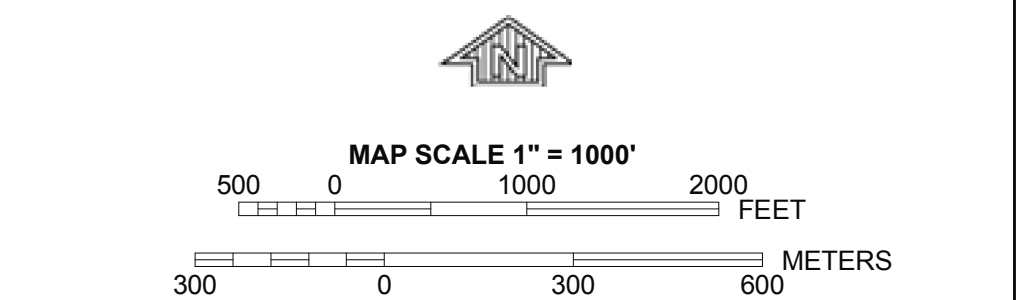 N
MAP SCALE 1" = 1000'
500 0 1000 2000
FEET
METERS
300 0 300 600